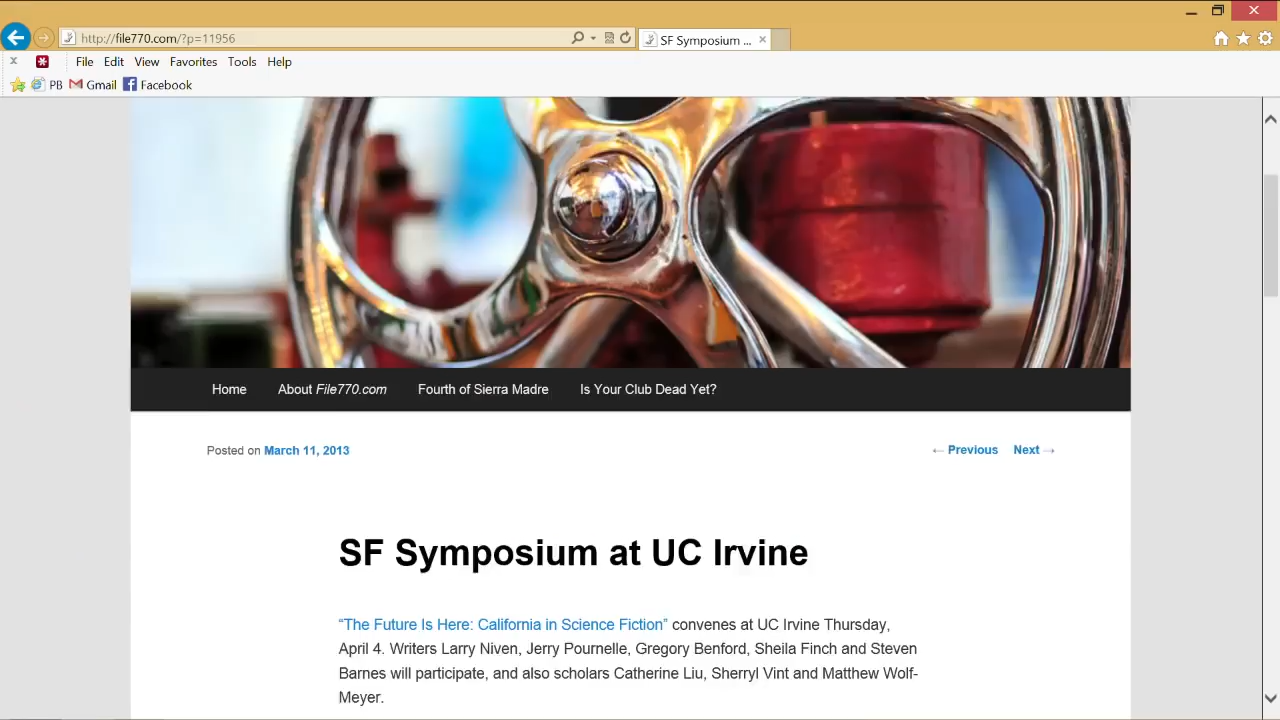 http://file770.com/?p=11956
SF Symposium ...
File Edit View Favorites Tools Help
PB Gmail Facebook
Home About File770.com Fourth of Sierra Madre Is Your Club Dead Yet?
Posted on March 11, 2013 ← Previous Next →
SF Symposium at UC Irvine
“The Future Is Here: California in Science Fiction” convenes at UC Irvine Thursday,
April 4. Writers Larry Niven, Jerry Pournelle, Gregory Benford, Sheila Finch and Steven
Barnes will participate, and also scholars Catherine Liu, Sherryl Vint and Matthew Wolf-
Meyer.